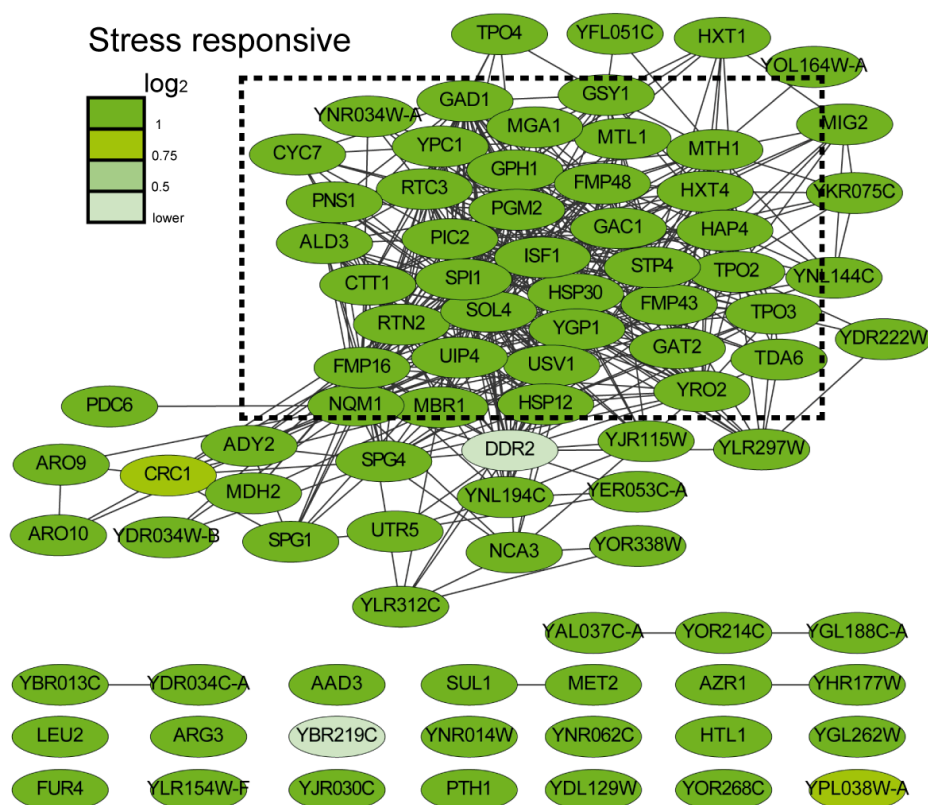 Stress responsive
log2
1
0.75
0.5
lower
TPO4
YFL051C
HXT1
YOL164W-A
YNR034W-A
GAD1
GSY1
MIG2
CYC7
YPC1
MGA1
MTL1
MTH1
GPH1
PNS1
RTC3
FMP48
HXT4
YKR075C
PGM2
ALD3
PIC2
GAC1
HAP4
CTT1
SPI1
ISF1
STP4
TPO2
YNL144C
HSP30
FMP43
RTN2
SOL4
YGP1
TPO3
YDR222W
FMP16
UIP4
USV1
GAT2
TDA6
PDC6
NQM1
MBR1
HSP12
YRO2
ARO9
ADY2
DDR2
YJR115W
YLR297W
CRC1
SPG4
MDH2
YNL194C
YER053C-A
ARO10
YDR034W-B
SPG1
UTR5
NCA3
YOR338W
YLR312C
YAL037C-A
YOR214C
YGL188C-A
YBR013C
YDR034C-A
AAD3
SUL1
MET2
AZR1
YHR177W
LEU2
ARG3
YBR219C
YNR014W
YNR062C
HTL1
YGL262W
FUR4
YLR154W-F
YJR030C
PTH1
YDL129W
YOR268C
YPL038W-A